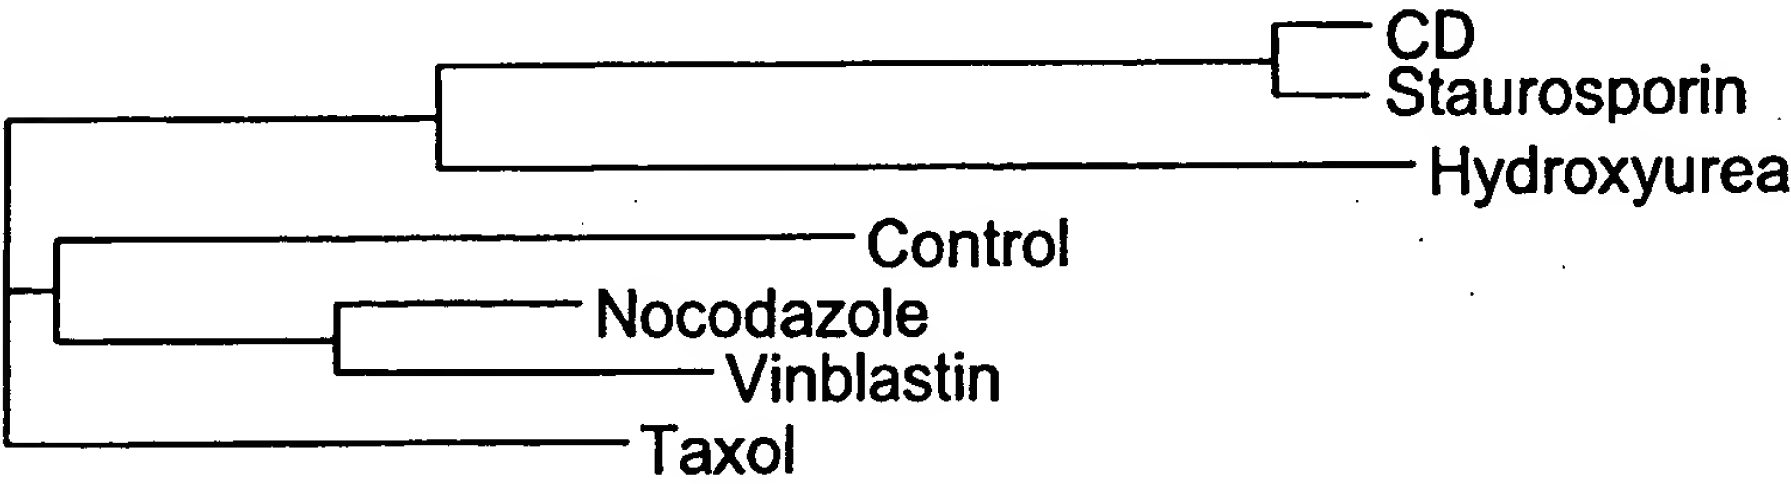 CD
Staurosporin
Hydroxyurea
Control
Nocodazole
Vinblastin
Taxol